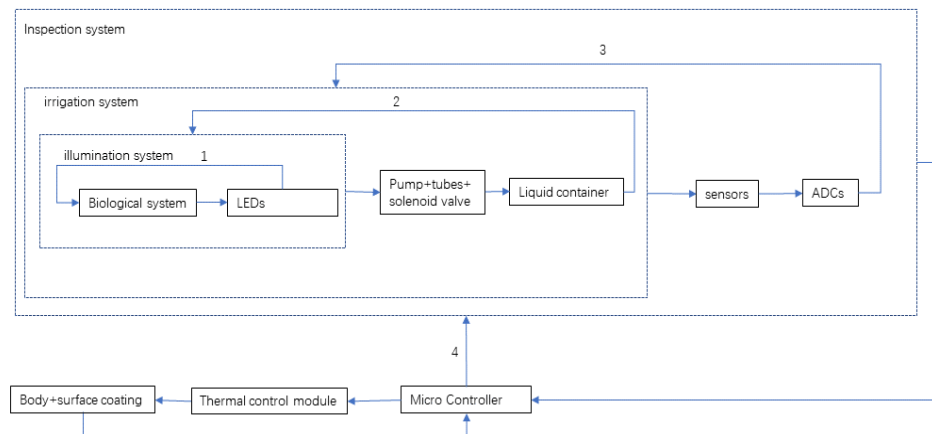 Inspection system
3
irrigation system
2
illumination system
1
Biological system
LEDs
Pump+tubes+
solenoid valve
Liquid container
sensors
ADCs
4
Body+surface coating
Thermal control module
Micro Controller